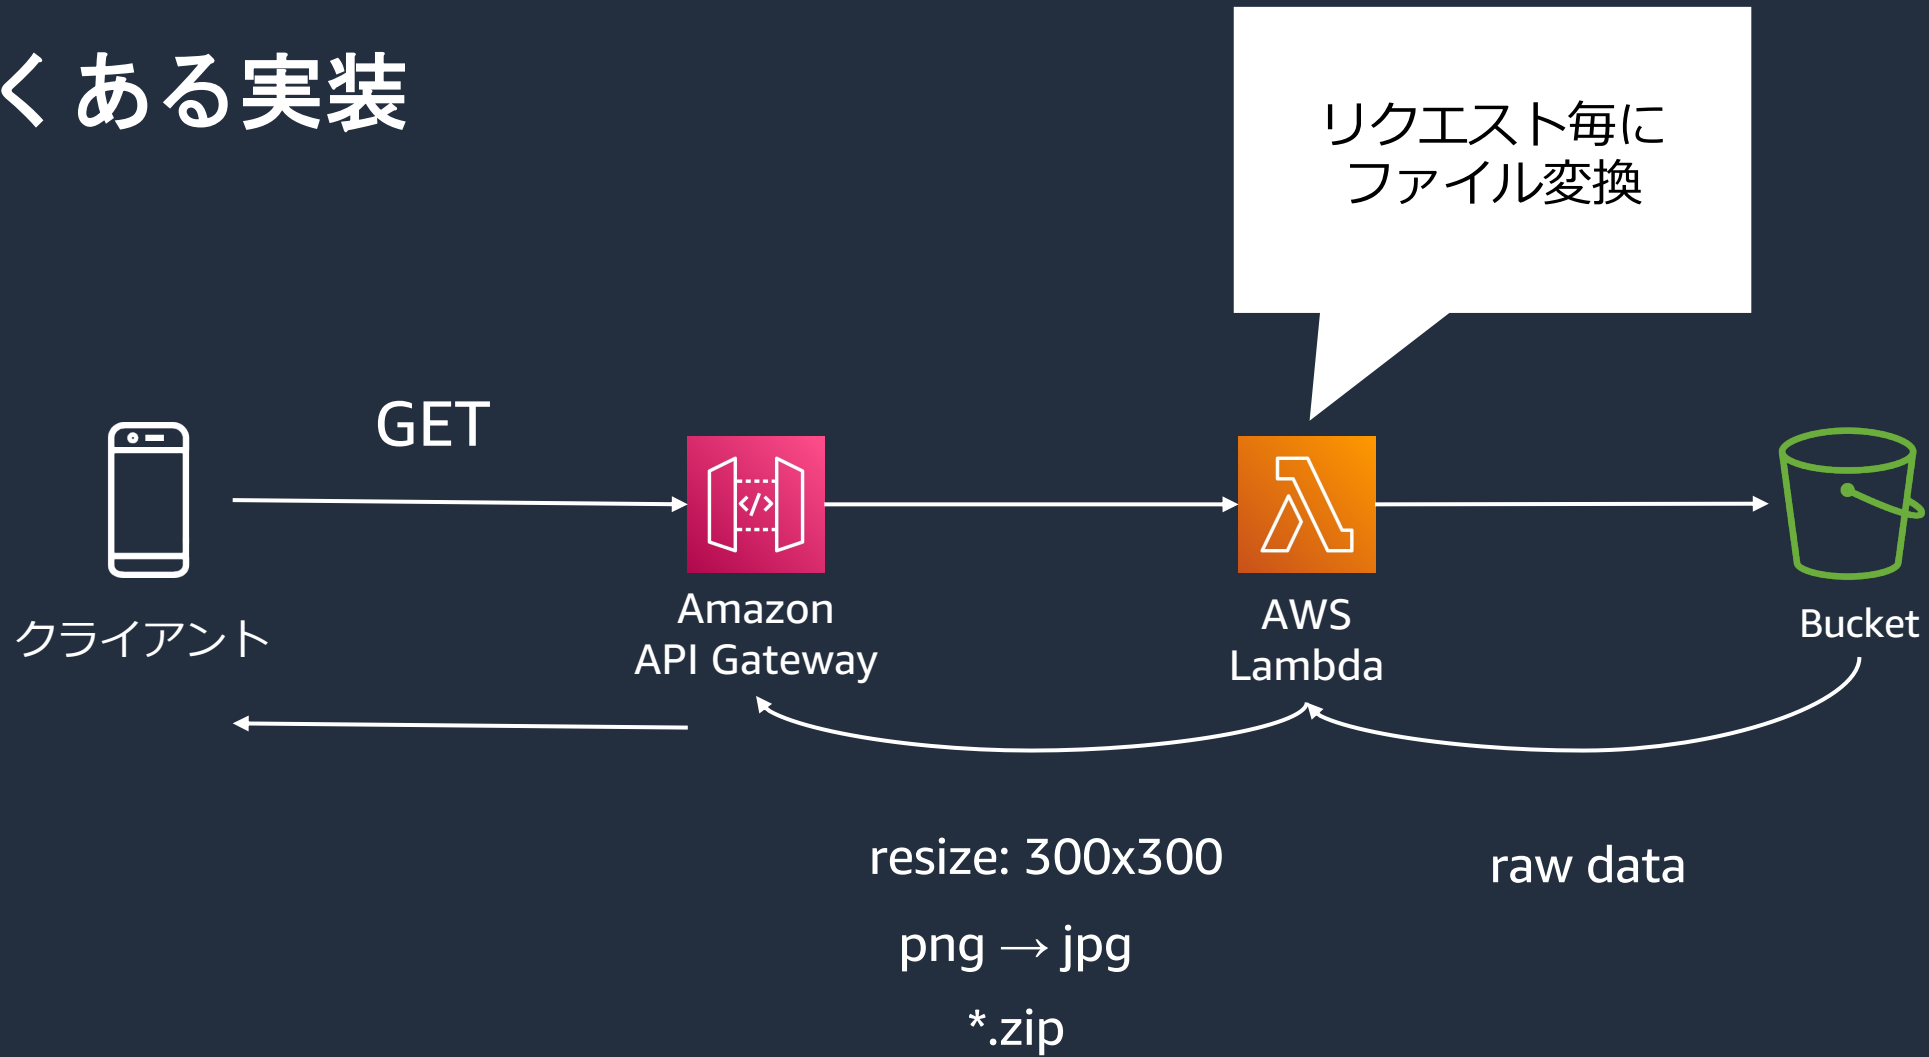 くある実装
リクエスト毎に
ファイル変換
GET
クライアント
Amazon
API Gateway
AWS
Lambda
Bucket
resize: 300x300
raw data
png → jpg
*.zip